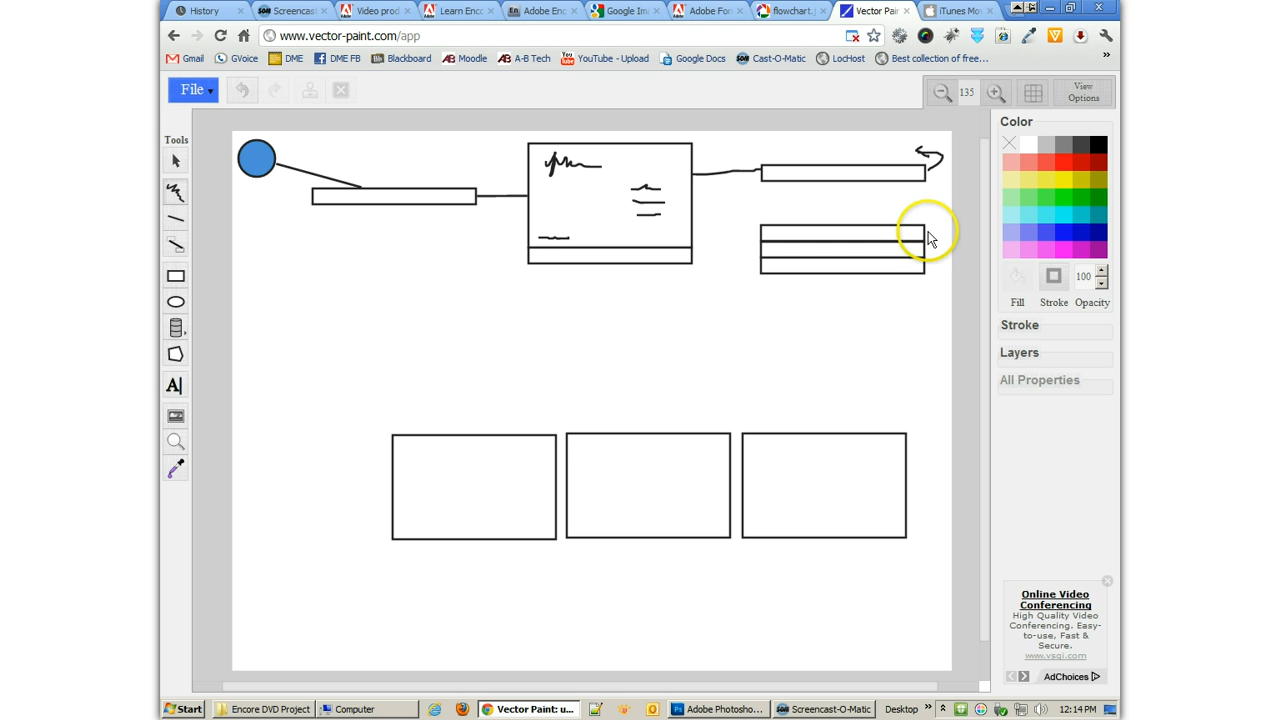 History
Screencast
Video prod
Learn Enco
Adobe Enc
Google Ima
Adobe For
flowchart.j
Vector Pain
iTunes Mov
www.vector-paint.com/app
Gmail
GVoice
DME
DME FB
Blackboard
A-B Tech
Moodle
YouTube - Upload
Google Docs
Cast-O-Matic
LocHost
Best collection of free...
File
135
View
Options
Tools
A
Color
100
Fill
Stroke
Opacity
Stroke
Layers
All Properties
Online Video
Conferencing
High Quality Video
Conferencing. Easy-
to-use, Fast &
Secure.
www.vsgi.com
AdChoices
Start
Encore DVD Project
Computer
Vector Paint: u...
Adobe Photosho...
Screencast-O-Matic
Desktop
12:14 PM